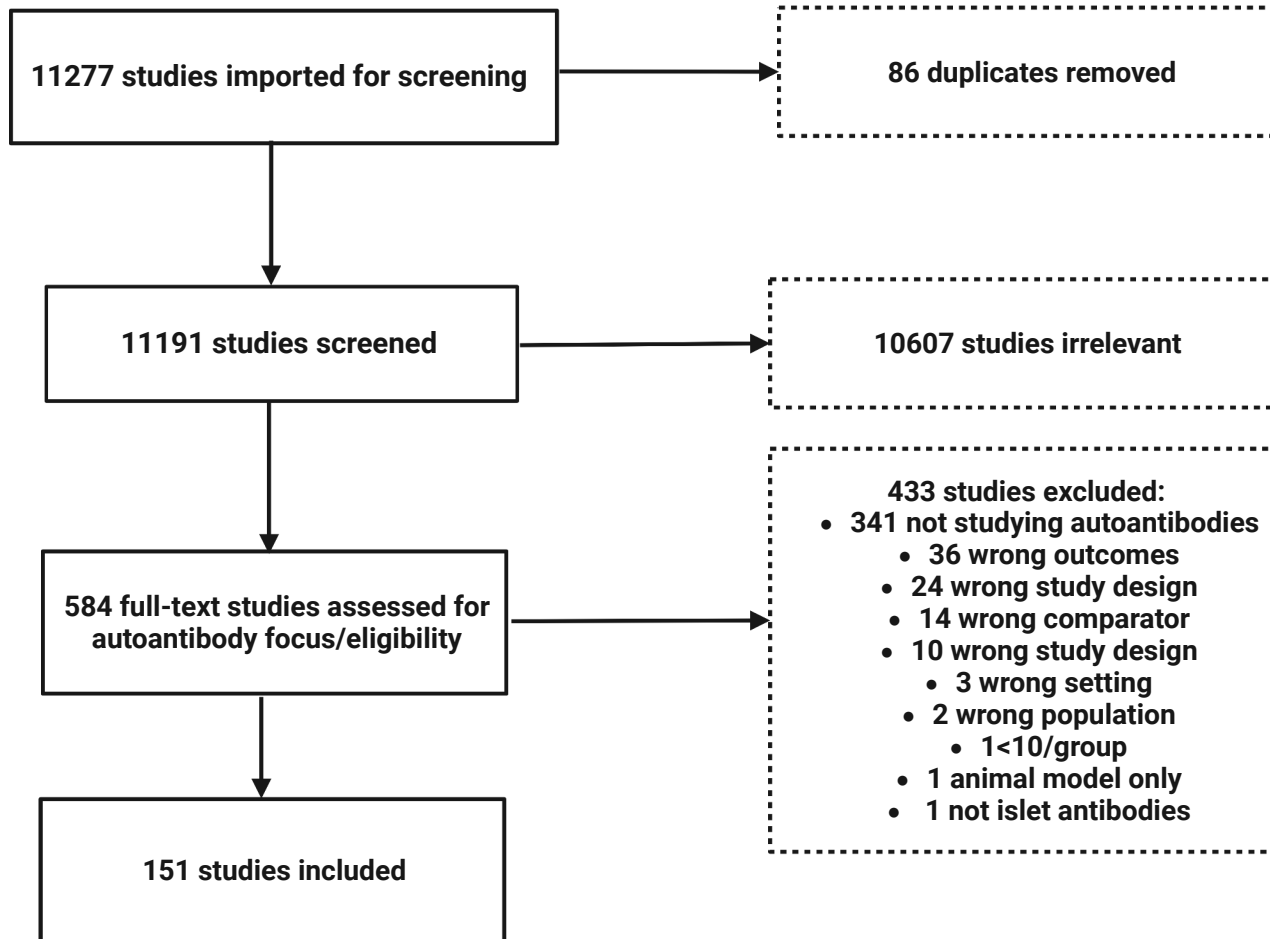 11277 studies imported for screening
86 duplicates removed
11191 studies screened
10607 studies irrelevant
584 full-text studies assessed for
autoantibody focus/eligibility
433 studies excluded:
• 341 not studying autoantibodies
• 36 wrong outcomes
• 24 wrong study design
• 14 wrong comparator
• 10 wrong study design
• 3 wrong setting
• 2 wrong population
• 1<10/group
• 1 animal model only
• 1 not islet antibodies
151 studies included